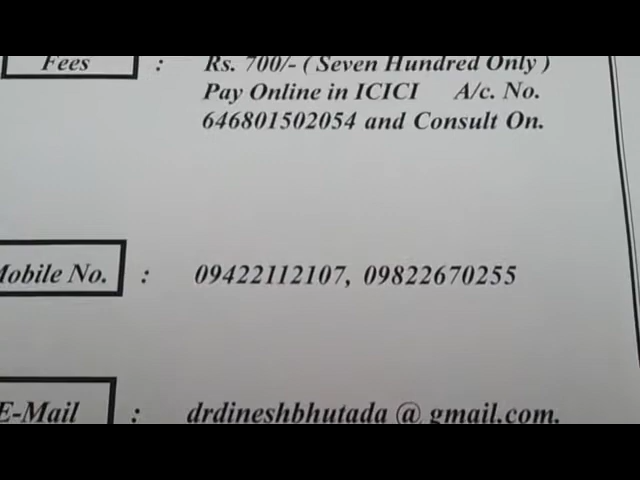 Fees : Rs. 700/- ( Seven Hundred Only )
Pay Online in ICICI A/c. No.
646801502054 and Consult On.
Mobile No. : 09422112107, 09822670255
E-Mail : drdineshbhutada @ gmail.com.